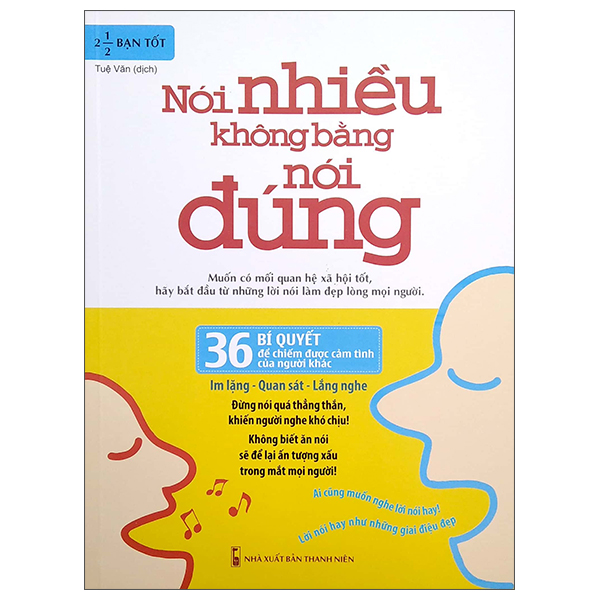 2 1/2 BẠN TỐT
Tuệ Văn (dịch)
Nói nhiều
không bằng
nói
đúng
Muốn có mối quan hệ xã hội tốt,
hãy bắt đầu từ những lời nói làm đẹp lòng mọi người.
36 BÍ QUYẾT
để chiếm được cảm tình
của người khác
Im lặng - Quan sát - Lắng nghe
Đừng nói quá thẳng thắn,
khiến người nghe khó chịu!
Không biết ăn nói
sẽ để lại ấn tượng xấu
trong mắt mọi người!
Ai cũng muốn nghe lời nói hay!
Lời nói hay như những giai điệu đẹp
NHÀ XUẤT BẢN THANH NIÊN